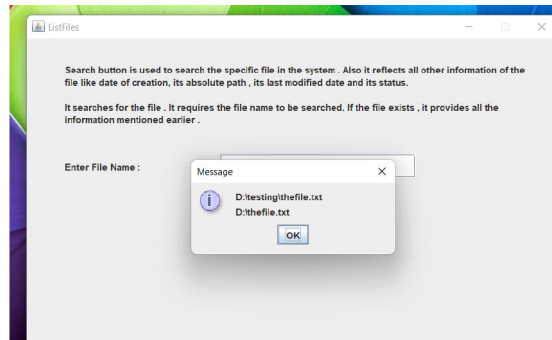 ListFiles
Search button is used to search the specific file in the system . Also it reflects all other information of the
file like date of creation, its absolute path , its last modified date and its status.
It searches for the file . It requires the file name to be searched. If the file exists , it provides all the
information mentioned earlier .
Enter File Name :
Message
D:\testing\thefile.txt
D:\thefile.txt
OK